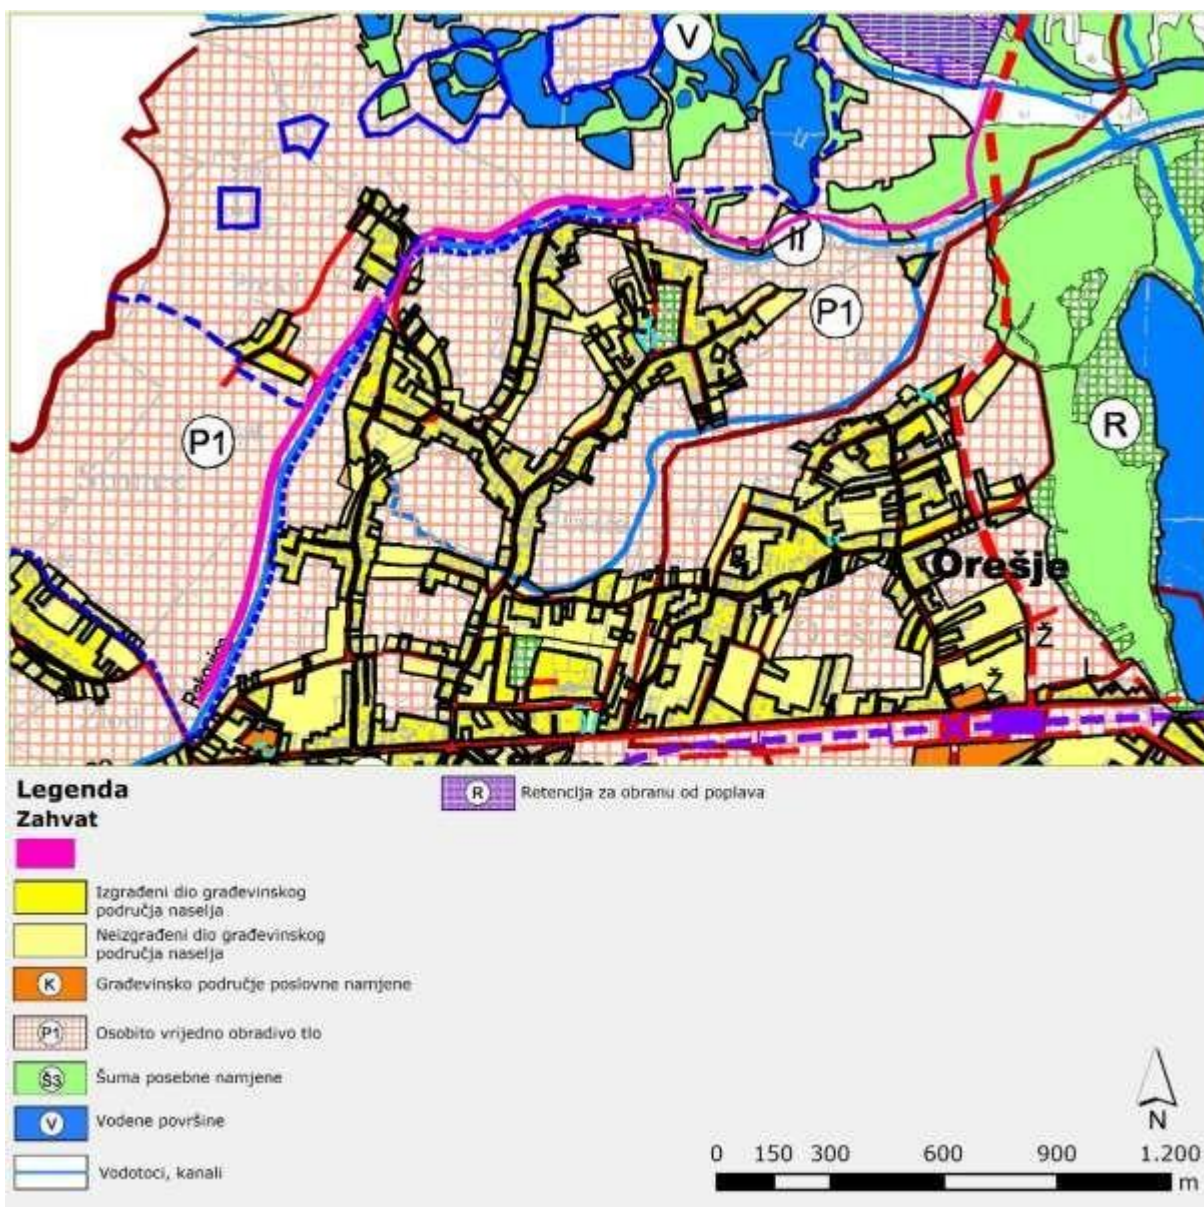 V
II
P1
P1
R
Orešje
Ž
Ž
L
Rakovica
Legenda
Zahvat
R Retencija za obranu od poplava
Izgrađeni dio građevinskog
područja naselja
Neizgrađeni dio građevinskog
područja naselja
K Građevinsko područje poslovne namjene
P1 Osobito vrijedno obradivo tlo
Š3 Šuma posebne namjene
V Vodene površine
Vodotoci, kanali
N
0 150 300 600 900 1.200
m